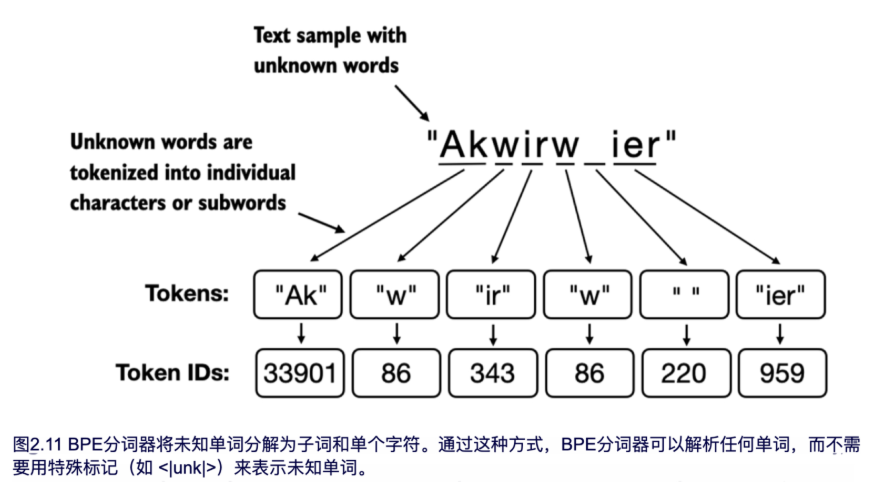 Text sample with
unknown words
"Akwirw ier"
Unknown words are
tokenized into individual
characters or subwords
Tokens: "Ak" "w" "ir" "w" " " "ier"
Token IDs: 33901 86 343 86 220 959
图2.11 BPE分词器将未知单词分解为子词和单个字符。通过这种方式，BPE分词器可以解析任何单词，而不需
要用特殊标记（如 <|unk|>）来表示未知单词。